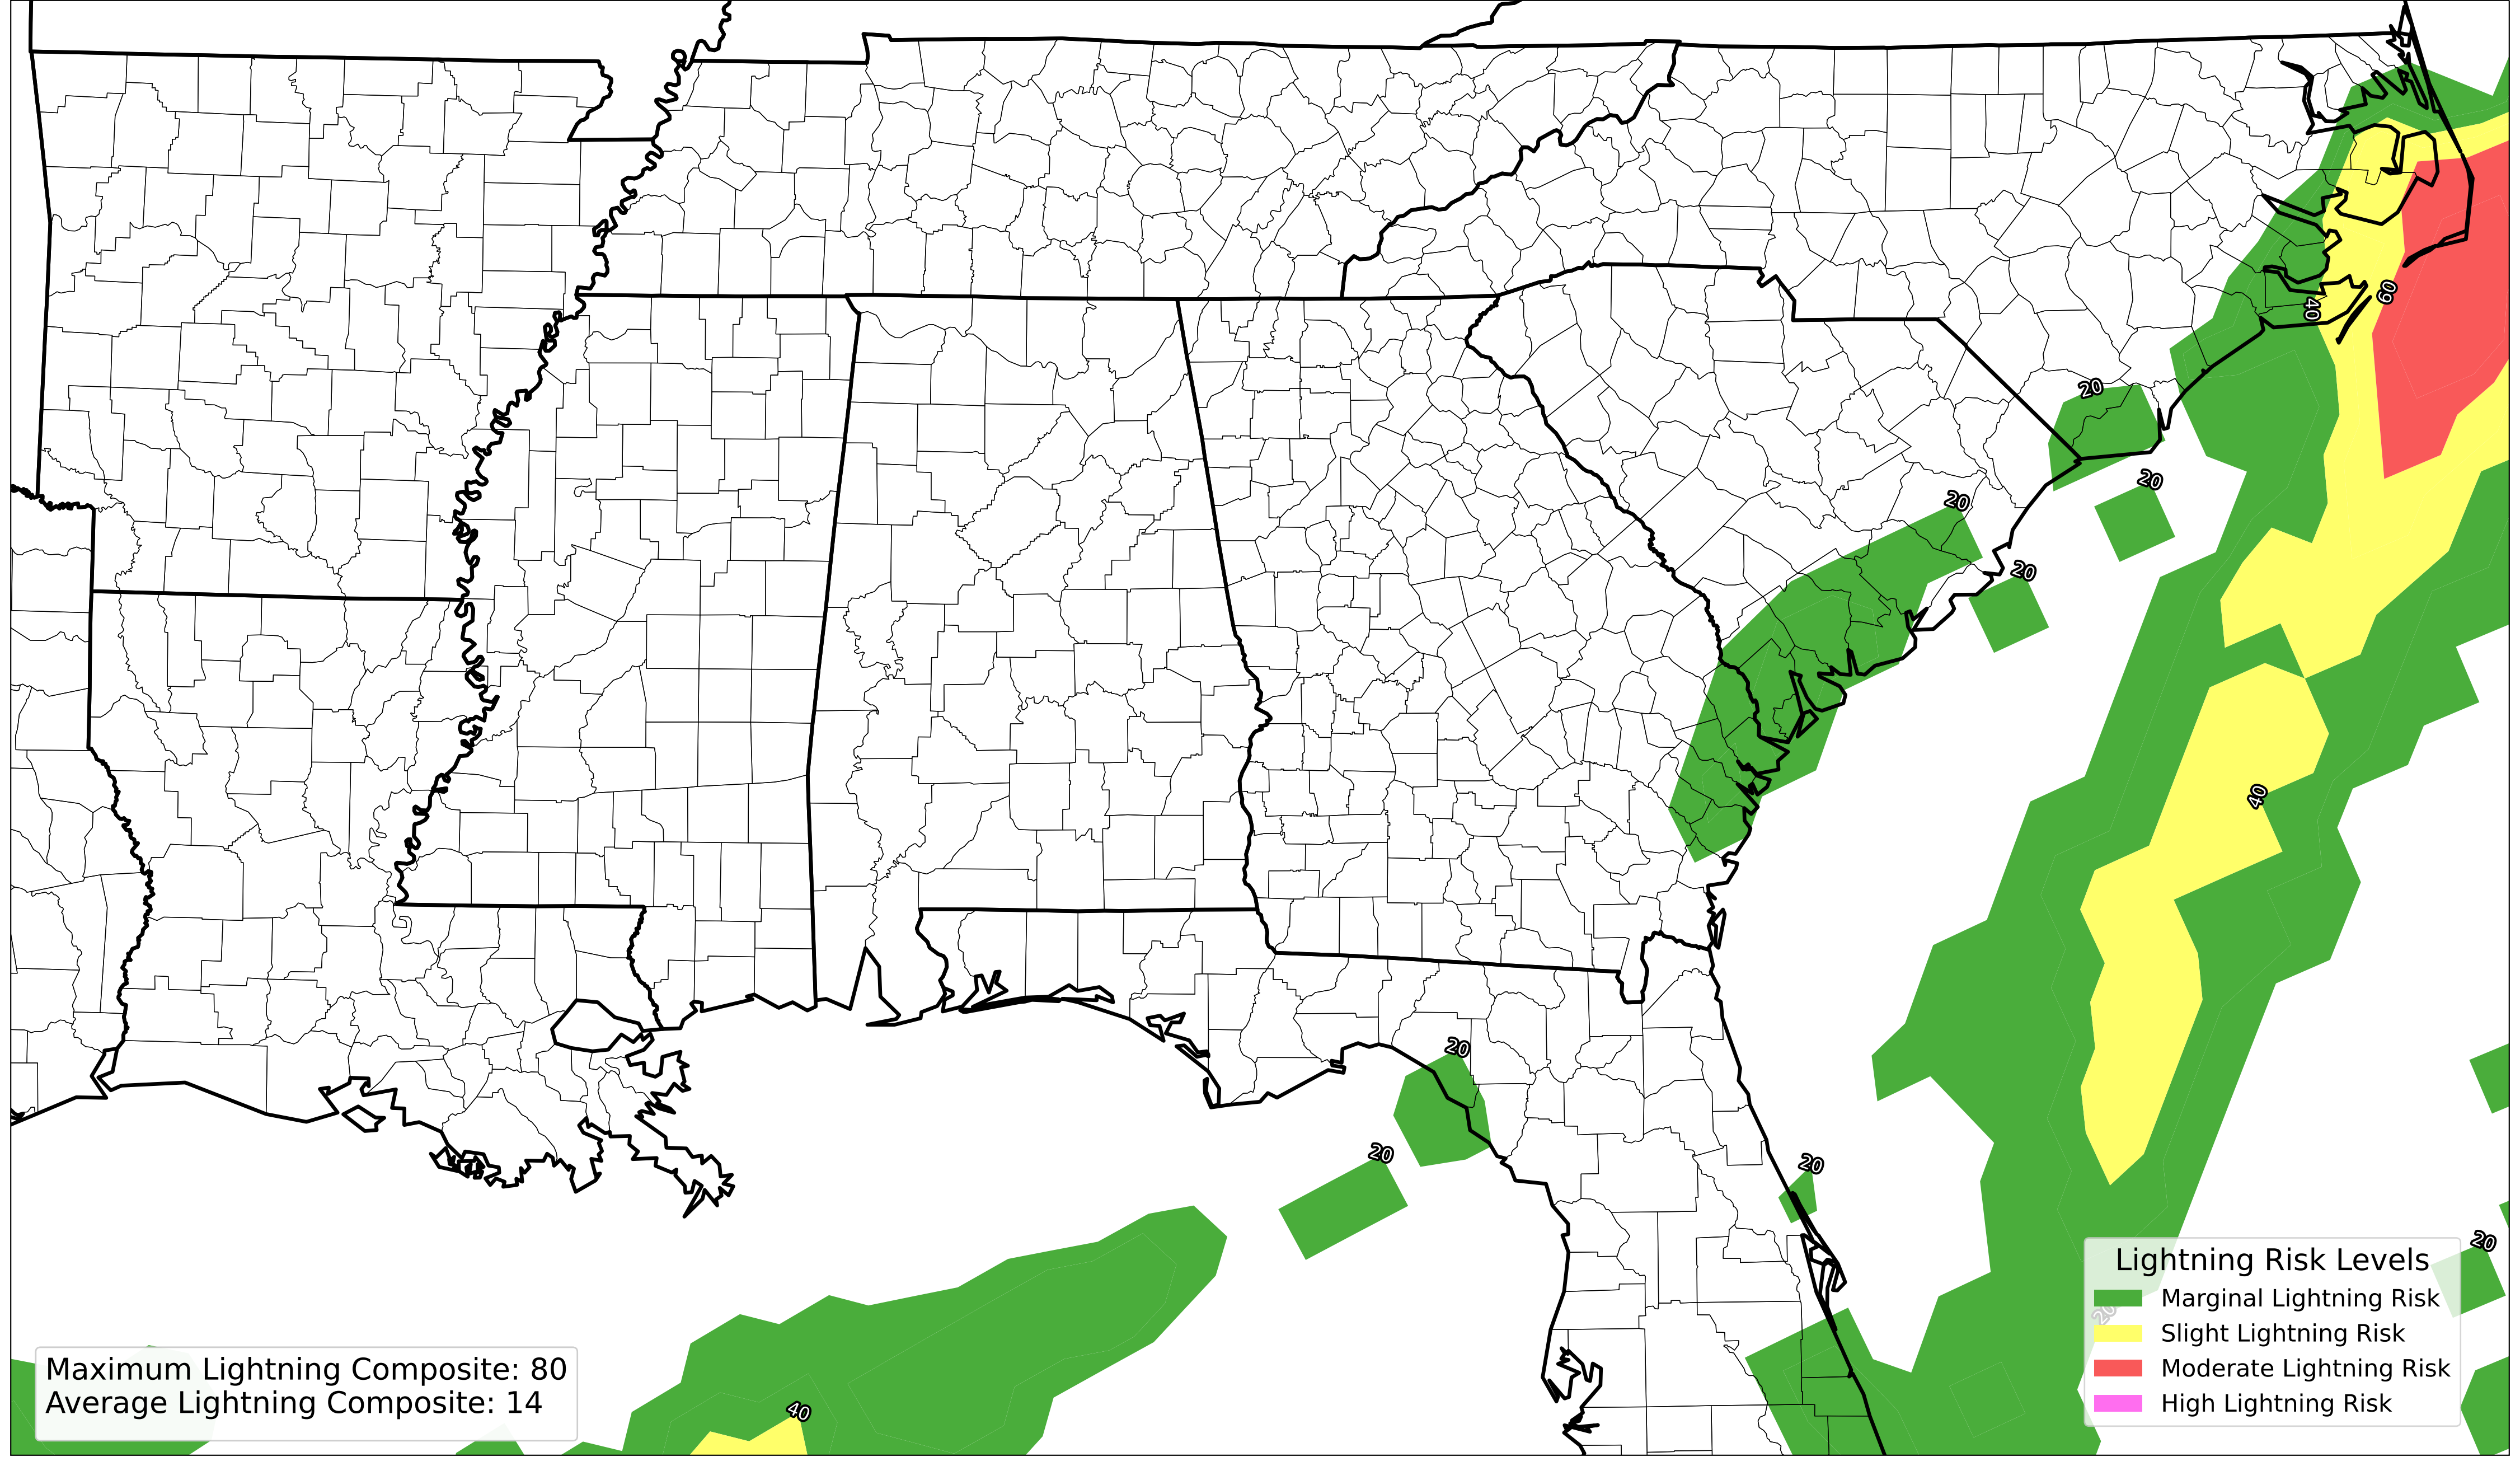 40
60
20
20
20
20
40
20
20
20
20
20
40
Maximum Lightning Composite: 80
Average Lightning Composite: 14
Lightning Risk Levels
Marginal Lightning Risk
Slight Lightning Risk
Moderate Lightning Risk
High Lightning Risk